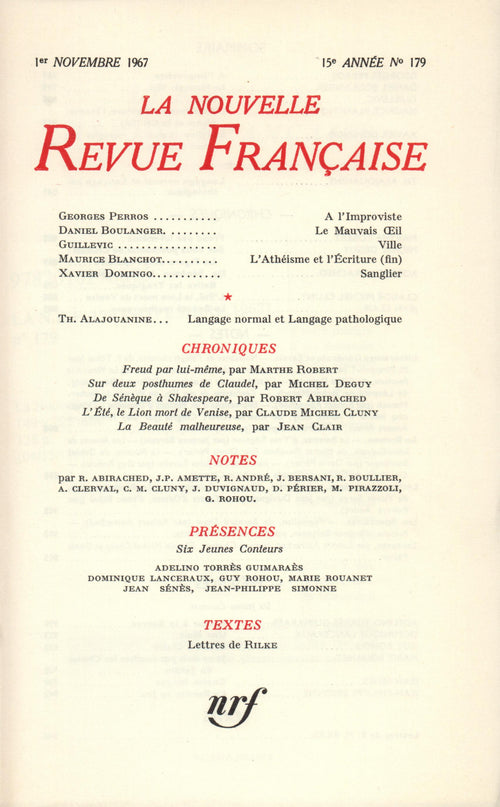 1er NOVEMBRE 1967 15e ANNÉE No 179
LA NOUVELLE
REVUE FRANÇAISE
GEORGES PERROS ........... A l'Improviste
DANIEL BOULANGER. ........ Le Mauvais Œil
GUILLEVIC ................. Ville
MAURICE BLANCHOT.......... L'Athéisme et l'Écriture (fin)
XAVIER DOMINGO............ Sanglier
★
TH. ALAJOUANINE... Langage normal et Langage pathologique
CHRONIQUES
Freud par lui-même, par MARTHE ROBERT
Sur deux posthumes de Claudel, par MICHEL DEGUY
De Sénèque à Shakespeare, par ROBERT ABIRACHED
L'Été, le Lion mort de Venise, par CLAUDE MICHEL CLUNY
La Beauté malheureuse, par JEAN CLAIR
NOTES
par R. ABIRACHED, J.P. AMETTE, R. ANDRÉ, J. BERSANI, R. BOULLIER,
A. CLERVAL, C. M. CLUNY, J. DUVIGNAUD, D. PÉRIER, M. PIRAZZOLI,
G. ROHOU.
PRÉSENCES
Six Jeunes Conteurs
ADELINO TORRÈS GUIMARAÈS
DOMINIQUE LANCERAUX, GUY ROHOU, MARIE ROUANET
JEAN SÉNÈS, JEAN-PHILIPPE SIMONNE
TEXTES
Lettres de RILKE
nrf